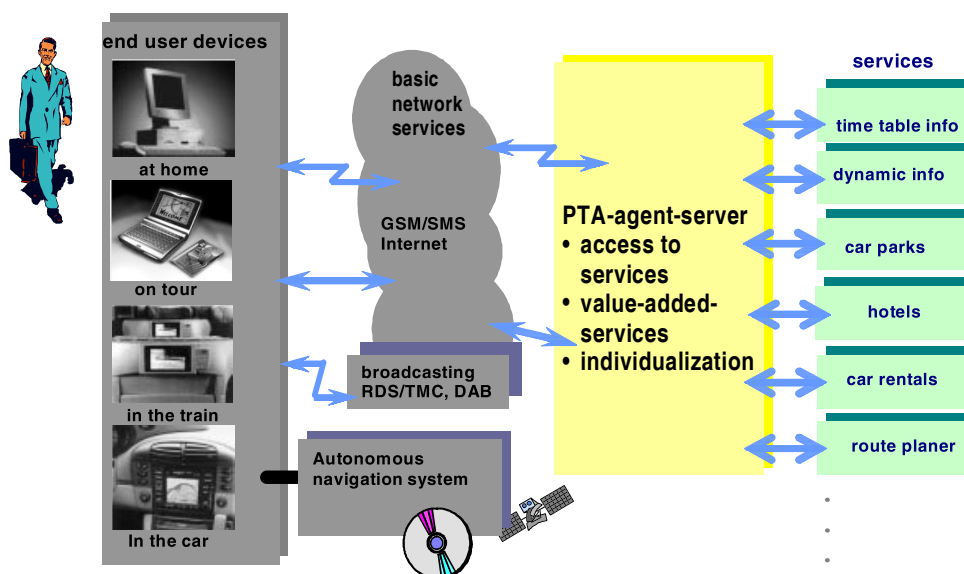 end user devices
at home
on tour
in the train
In the car
basic
network
services
GSM/SMS
Internet
broadcasting
RDS/TMC, DAB
Autonomous
navigation system
PTA-agent-server
• access to
services
• value-added-
services
• individualization
services
time table info
dynamic info
car parks
hotels
car rentals
route planer
.
.
.